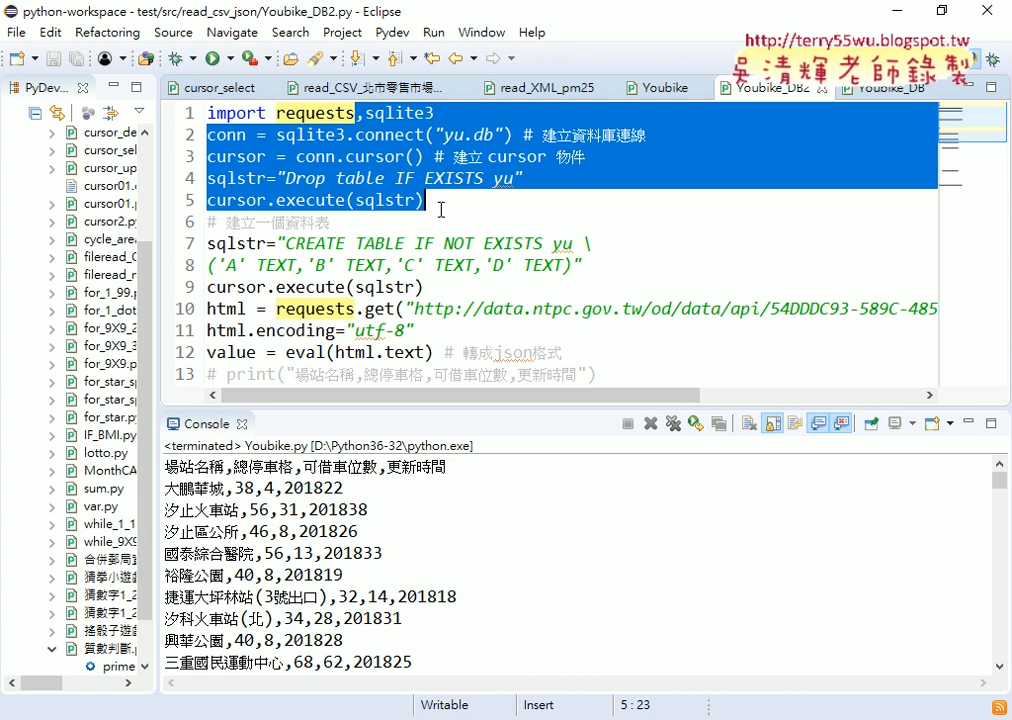 python-workspace - test/src/read_csv_json/Youbike_DB2.py - Eclipse
File Edit Refactoring Source Navigate Search Project Pydev Run Window Help
http://terry55wu.blogspot.tw
吳清輝老師錄製
PyDev...
cursor_select
read_CSV_北市零售市場...
read_XML_pm25
Youbike
Youbike_DB2
Youbike_DB
cursor_de
cursor_sel
cursor_up
cursor01.
cursor01.p
cursor2.py
cycle_area
fileread_C
fileread_r
for_1_99.p
for_1_dot
for_9X9_2
for_9X9_3
for_9X9.p
for_star_s
for_star_s
for_star.py
IF_BMI.py
lotto.py
MonthCA
sum.py
var.py
while_1_1
while_9X9
合併郵局
猜拳小遊
猜數字1_2
猜數字1_2
搖骰子遊
質數判斷.
prime
1 import requests,sqlite3
2 conn = sqlite3.connect("yu.db") # 建立資料庫連線
3 cursor = conn.cursor() # 建立 cursor 物件
4 sqlstr="Drop table IF EXISTS yu"
5 cursor.execute(sqlstr)
6 # 建立一個資料表
7 sqlstr="CREATE TABLE IF NOT EXISTS yu \
8 ('A' TEXT,'B' TEXT,'C' TEXT,'D' TEXT)"
9 cursor.execute(sqlstr)
10 html = requests.get("http://data.ntpc.gov.tw/od/data/api/54DDDC93-589C-485
11 html.encoding="utf-8"
12 value = eval(html.text) # 轉成json格式
13 # print("場站名稱,總停車格,可借車位數,更新時間")
Console
<terminated> Youbike.py [D:\Python36-32\python.exe]
場站名稱,總停車格,可借車位數,更新時間
大鵬華城,38,4,201822
汐止火車站,56,31,201838
汐止區公所,46,8,201826
國泰綜合醫院,56,13,201833
裕隆公園,40,8,201819
捷運大坪林站(3號出口),32,14,201818
汐科火車站(北),34,28,201831
興華公園,40,8,201828
三重國民運動中心,68,62,201825
Writable Insert 5 : 23